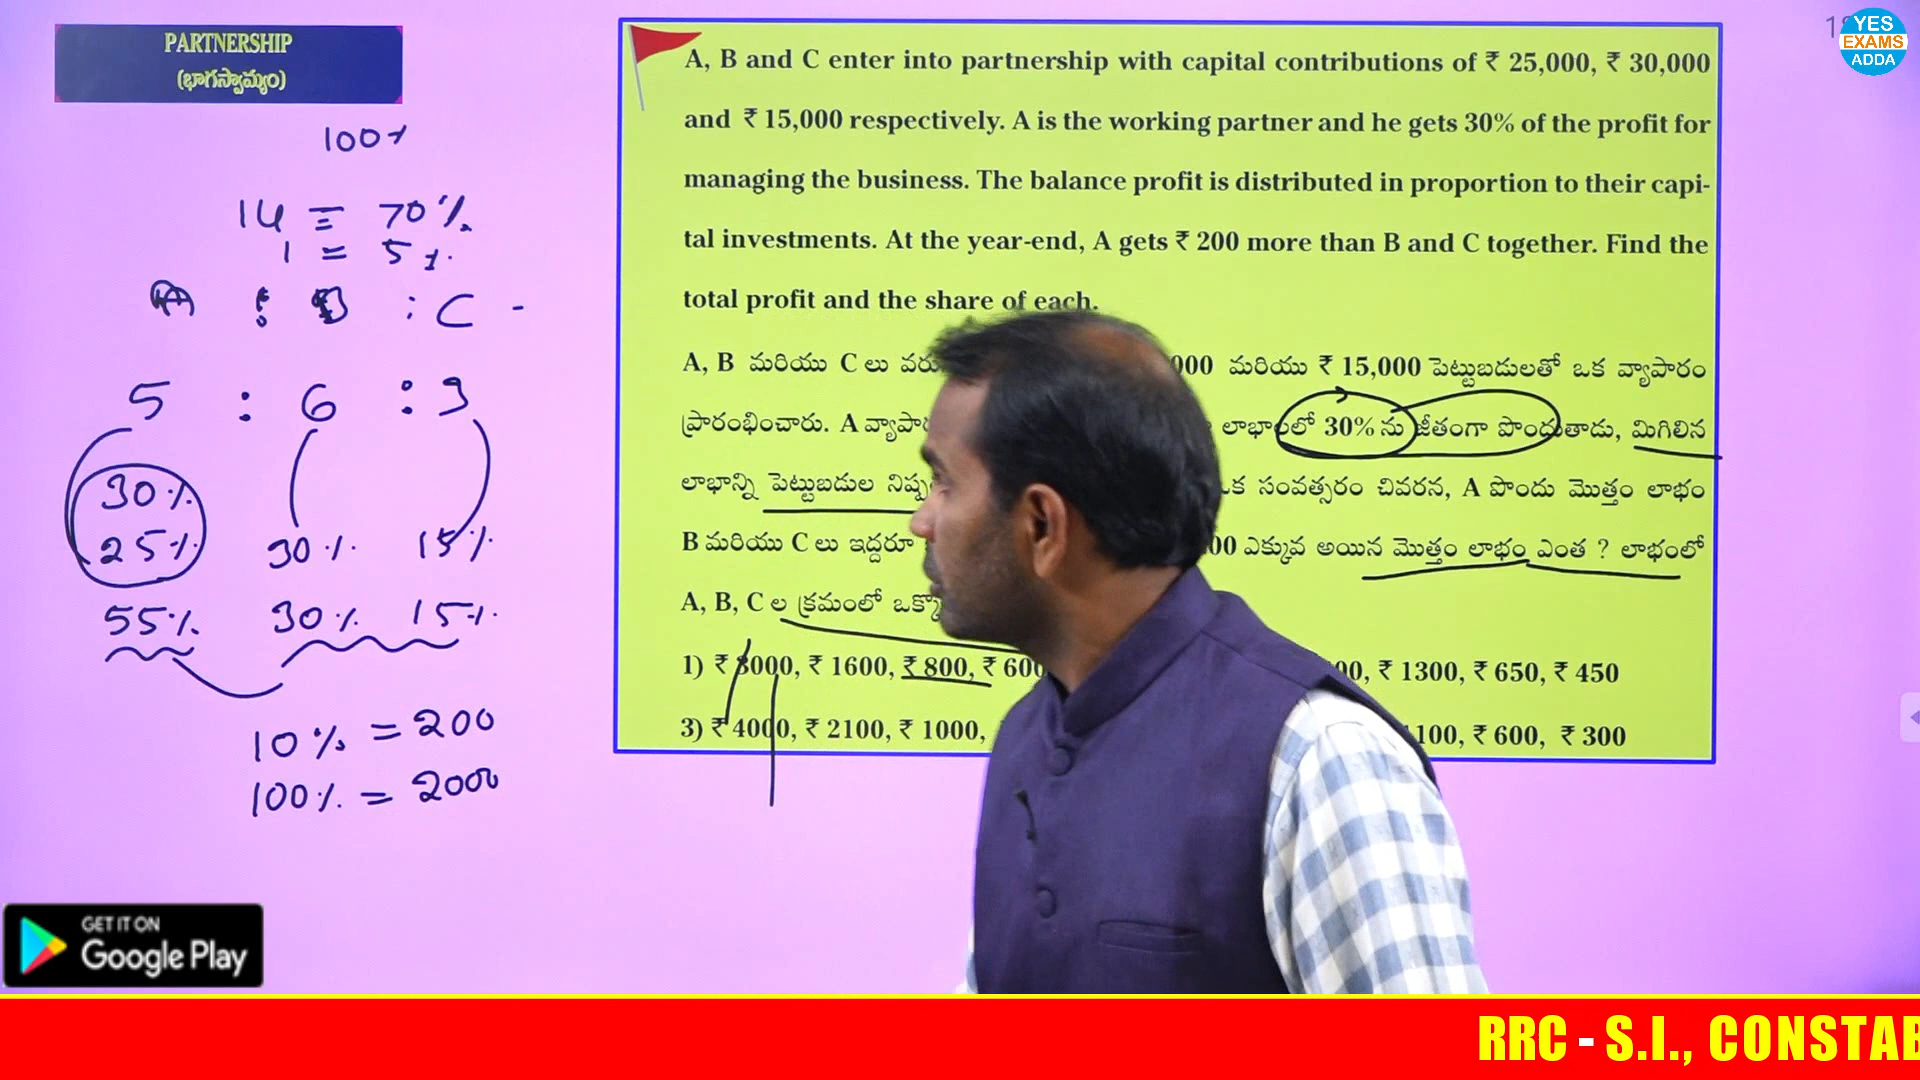 PARTNERSHIP
(భాగస్వామ్యం)
100%
14 = 70%
1 = 5%
: : C
5 : 6 : 3
30%
25% 30% 15%
55% 30% 15%
10% = 200
100% = 2000
A, B and C enter into partnership with capital contributions of ₹ 25,000, ₹ 30,000
and ₹ 15,000 respectively. A is the working partner and he gets 30% of the profit for
managing the business. The balance profit is distributed in proportion to their capi-
tal investments. At the year-end, A gets ₹ 200 more than B and C together. Find the
total profit and the share of each.
A, B మరియు C లు 000 మరియు ₹ 15,000 పెట్టుబడులతో ఒక వ్యాపారం
ప్రారంభించారు. A లాభాలలో 30% ను జీతంగా పొందుతాడు, మిగిలిన
లాభాన్ని పెట్టుబడుల సంవత్సరం చివరన, A పొందు మొత్తం లాభం
B మరియు C లు ఇద్దరూ 00 ఎక్కువ అయిన మొత్తం లాభం ఎంత ? లాభంలో
A, B, C ల క్రమంలో
1) ₹ 3000, ₹ 1600, ₹ 800, ₹ 600 ₹ 1300, ₹ 650, ₹ 450
3) ₹ 4000, ₹ 2100, ₹ 1000, 100, ₹ 600, ₹ 300
YES
EXAMS
ADDA
GET IT ON
Google Play
RRC - S.I., CONSTAB